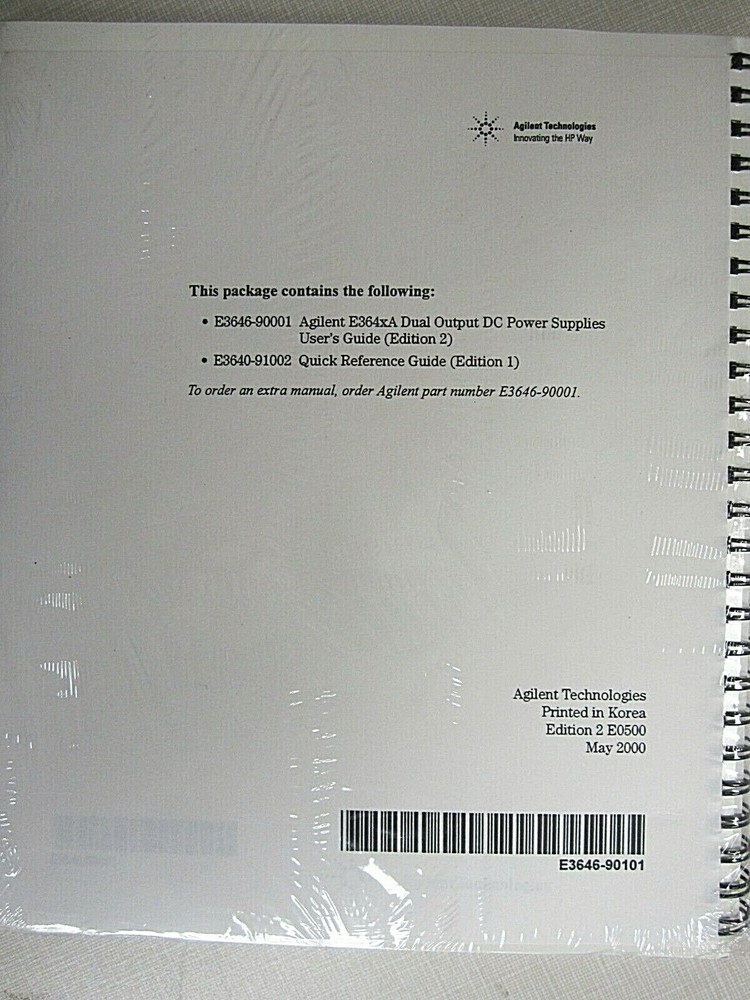 Agilent Technologies
Innovating the HP Way
This package contains the following:
• E3646-90001 Agilent E364xA Dual Output DC Power Supplies
User's Guide (Edition 2)
• E3640-91002 Quick Reference Guide (Edition 1)
To order an extra manual, order Agilent part number E3646-90001.
Agilent Technologies
Printed in Korea
Edition 2 E0500
May 2000
E3646-90101